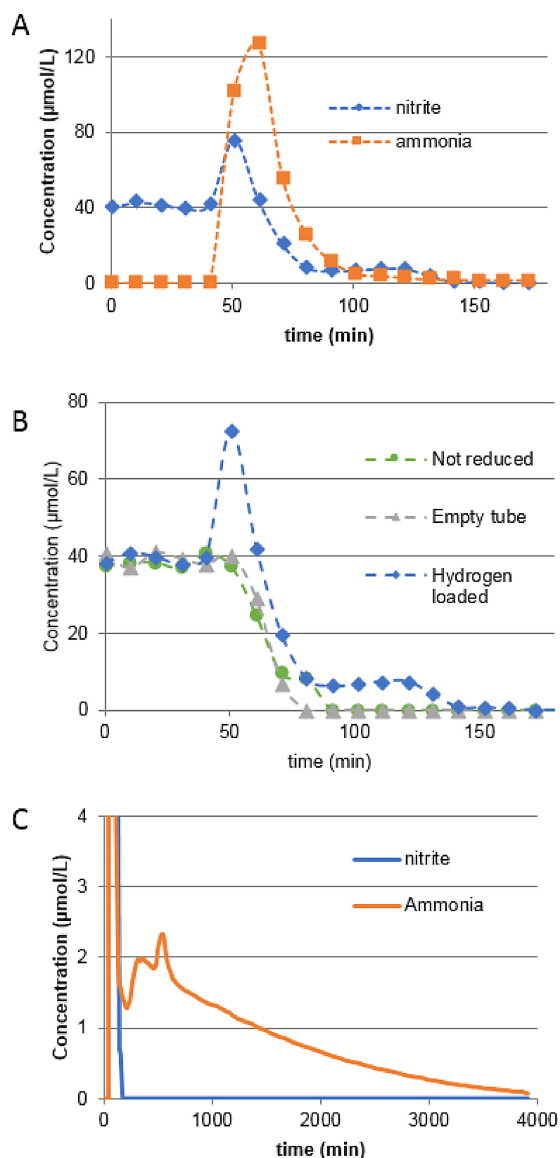 A
Concentration (µmol/L)
120
80
40
0
nitrite
ammonia
0
50
100
150
time (min)
B
Concentration (µmol/L)
80
60
40
20
0
Not reduced
Empty tube
Hydrogen
loaded
0
50
100
150
time (min)
C
Concentration (µmol/L)
4
3
2
1
0
nitrite
Ammonia
0
1000
2000
3000
4000
time (min)